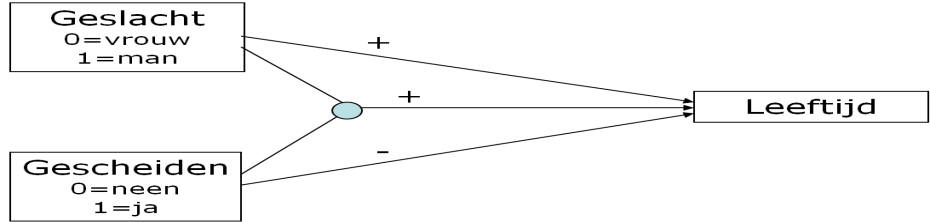 Geslacht
0=vrouw
1=man
+
+
-
Leeftijd
Gescheiden
0=neen
1=ja